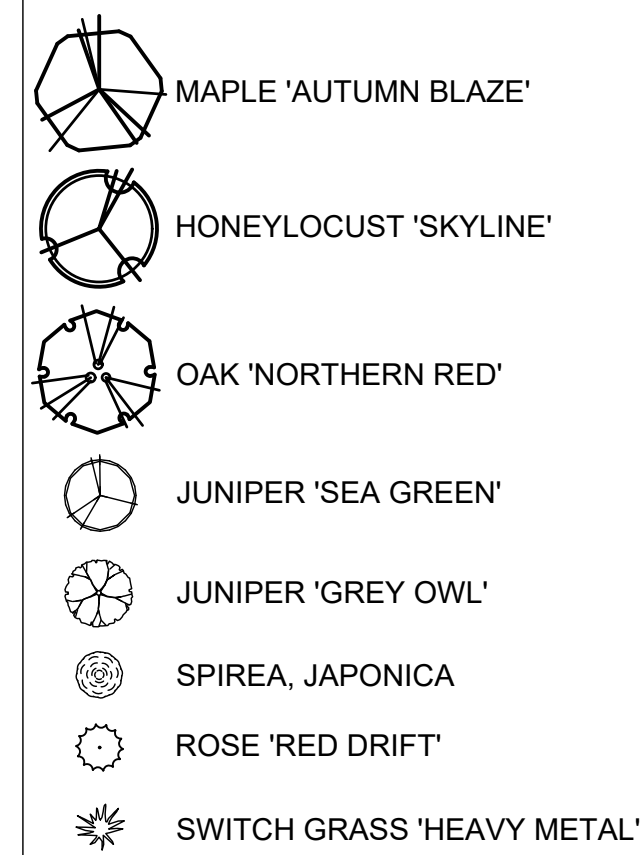 MAPLE 'AUTUMN BLAZE'
HONEYLOCUST 'SKYLINE'
OAK 'NORTHERN RED'
JUNIPER 'SEA GREEN'
JUNIPER 'GREY OWL'
SPIREA, JAPONICA
ROSE 'RED DRIFT'
SWITCH GRASS 'HEAVY METAL'